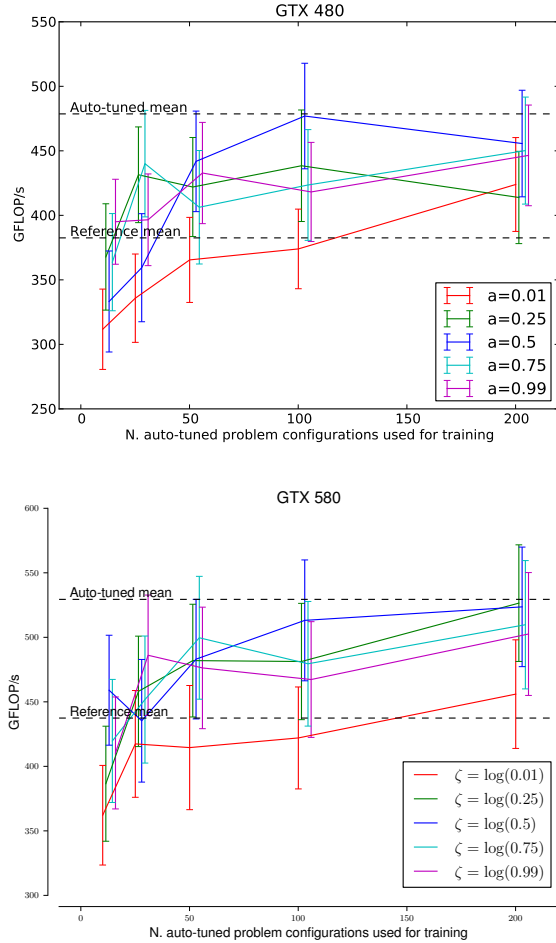 GTX 480
550
500
450
400
350
300
250
GFLOP/s
Auto-tuned mean
Reference mean
a=0.01
a=0.25
a=0.5
a=0.75
a=0.99
0 50 100 150 200
N. auto-tuned problem configurations used for training
GTX 580
600
550
500
450
400
350
300
GFLOP/s
Auto-tuned mean
Reference mean
ζ = log(0.01)
ζ = log(0.25)
ζ = log(0.5)
ζ = log(0.75)
ζ = log(0.99)
0 50 100 150 200
N. auto-tuned problem configurations used for training